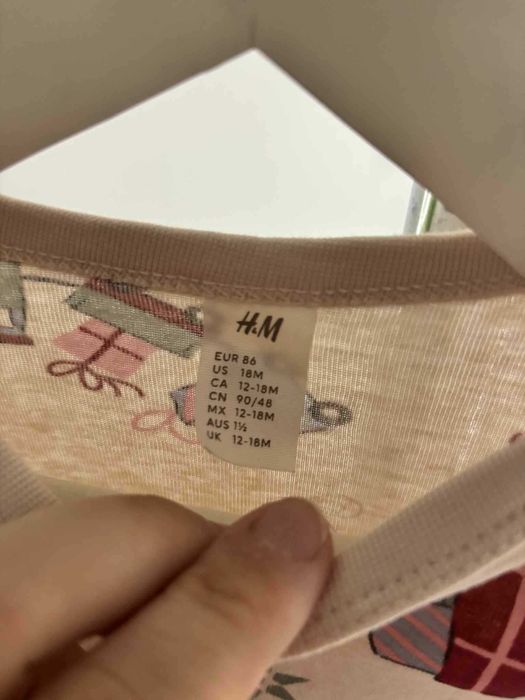 H&M
EUR 86
US 18M
CA 12-18M
CN 90/48
MX 12-18M
AUS 1½
UK 12-18M